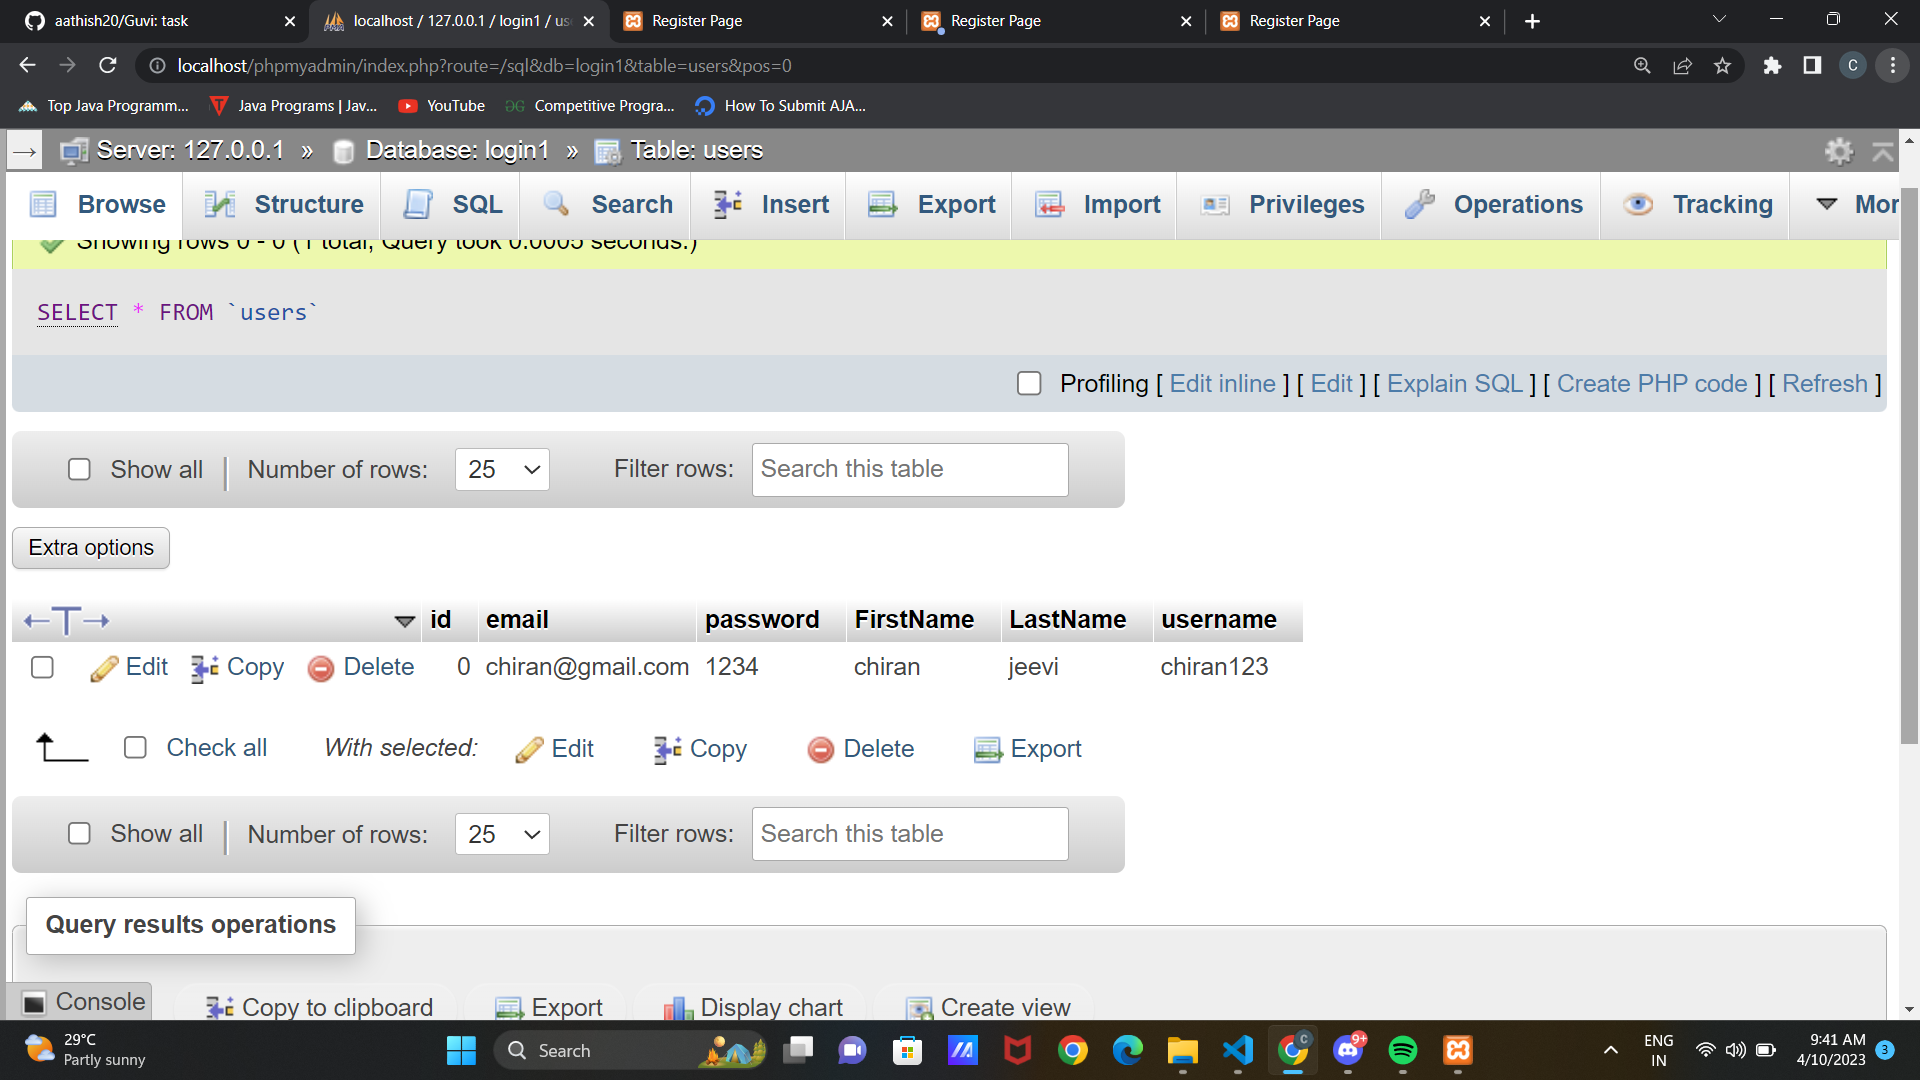 aathish20/Guvi: task
localhost / 127.0.0.1 / login1 / us
Register Page
Register Page
Register Page
localhost/phpmyadmin/index.php?route=/sql&db=login1&table=users&pos=0
C
Top Java Programm...
Java Programs | Jav...
YouTube
Competitive Progra...
How To Submit AJA...
Server: 127.0.0.1 » Database: login1 » Table: users
Browse
Structure
SQL
Search
Insert
Export
Import
Privileges
Operations
Tracking
Mor
Showing rows 0 - 0 (1 total, Query took 0.0005 seconds.)
SELECT * FROM `users`
Profiling [ Edit inline ] [ Edit ] [ Explain SQL ] [ Create PHP code ] [ Refresh ]
Show all
Number of rows: 25
Filter rows: Search this table
Extra options
←T→ id email password FirstName LastName username
Edit Copy Delete 0 chiran@gmail.com 1234 chiran jeevi chiran123
Check all With selected: Edit Copy Delete Export
Show all
Number of rows: 25
Filter rows: Search this table
Query results operations
Console
Copy to clipboard
Export
Display chart
Create view
29°C
Partly sunny
Search
C
9+
ENG
IN
9:41 AM
4/10/2023
3